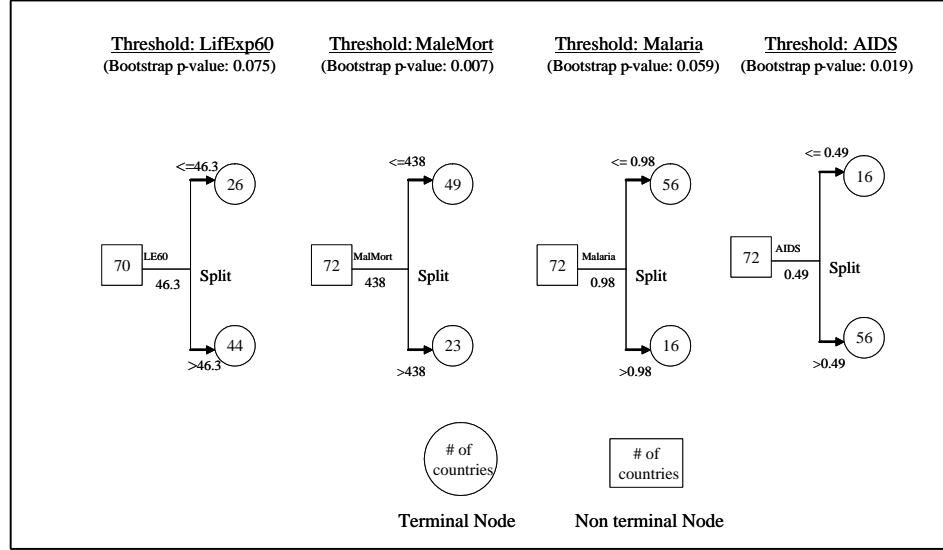 Threshold: LifExp60
(Bootstrap p-value: 0.075)
Threshold: MaleMort
(Bootstrap p-value: 0.007)
Threshold: Malaria
(Bootstrap p-value: 0.059)
Threshold: AIDS
(Bootstrap p-value: 0.019)
<=46.3
26
70
LE60
46.3
Split
44
>46.3
<=438
49
72
MalMort
438
Split
23
>438
<= 0.98
56
72
Malaria
0.98
Split
16
>0.98
<= 0.49
16
72
AIDS
0.49
Split
56
>0.49
# of
countries
Terminal Node
# of
countries
Non terminal Node